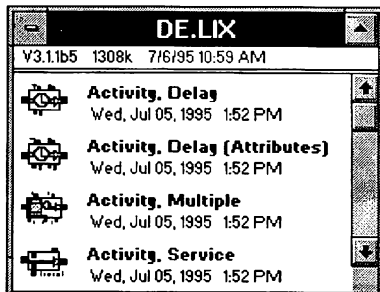 DE.LIX
V3.1.1b5 1308k 7/6/95 10:59 AM
Activity, Delay
Wed, Jul 05, 1995 1:52 PM
Activity, Delay (Attributes)
Wed, Jul 05, 1995 1:52 PM
Activity, Multiple
Wed, Jul 05, 1995 1:52 PM
Activity, Service
Wed, Jul 05, 1995 1:52 PM